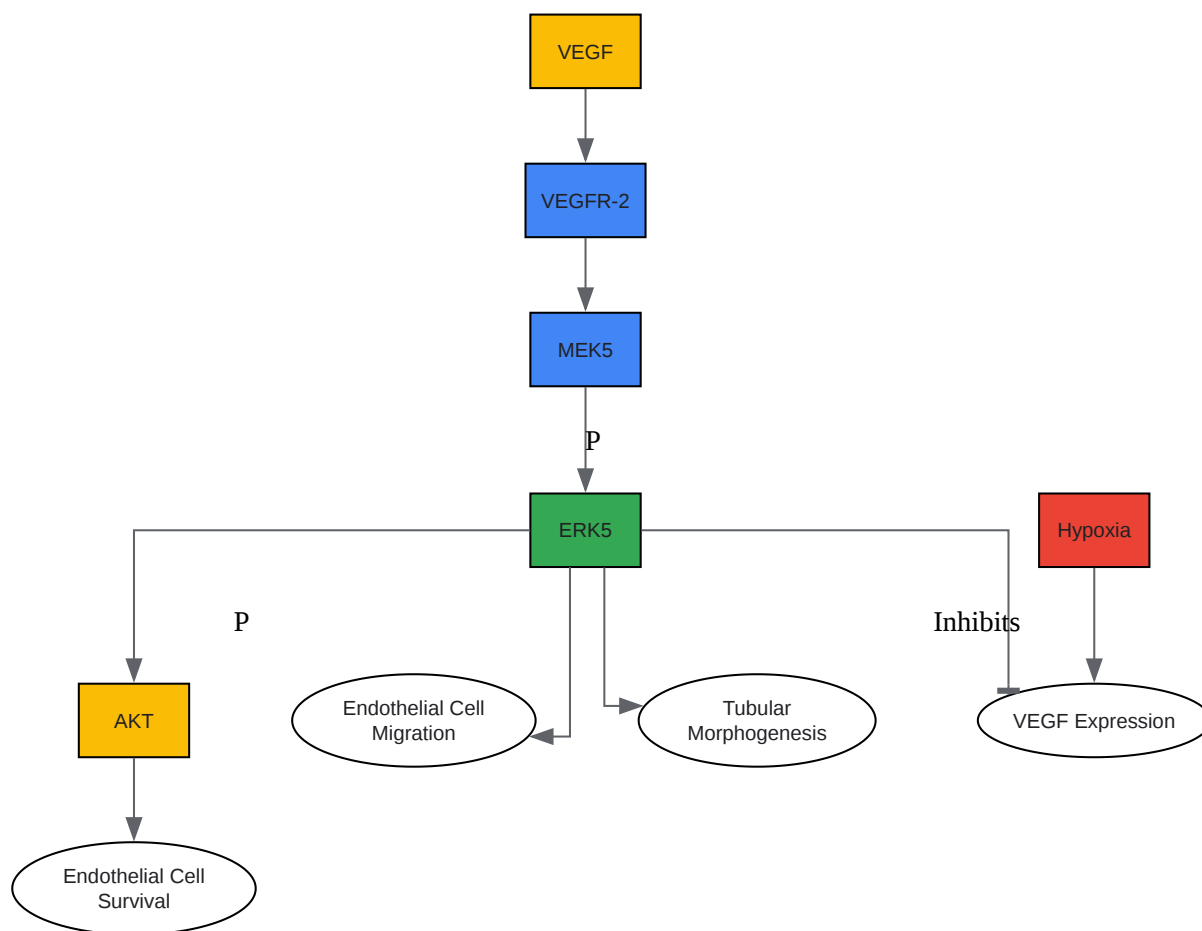 VEGF
VEGFR-2
MEK5
P
ERK5
Hypoxia
P
Inhibits
AKT
Endothelial Cell
Migration
Tubular
Morphogenesis
VEGF Expression
Endothelial Cell
Survival